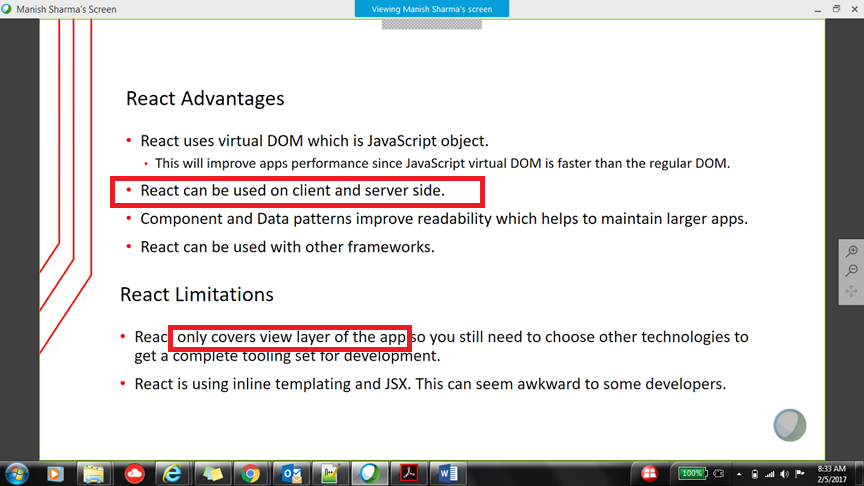 Manish Sharma's Screen
Viewing Manish Sharma's screen
React Advantages
• React uses virtual DOM which is JavaScript object.
• This will improve apps performance since JavaScript virtual DOM is faster than the regular DOM.
• React can be used on client and server side.
• Component and Data patterns improve readability which helps to maintain larger apps.
• React can be used with other frameworks.
React Limitations
• Reac only covers view layer of the app so you still need to choose other technologies to
get a complete tooling set for development.
• React is using inline templating and JSX. This can seem awkward to some developers.
100%
8:33 AM
2/5/2017